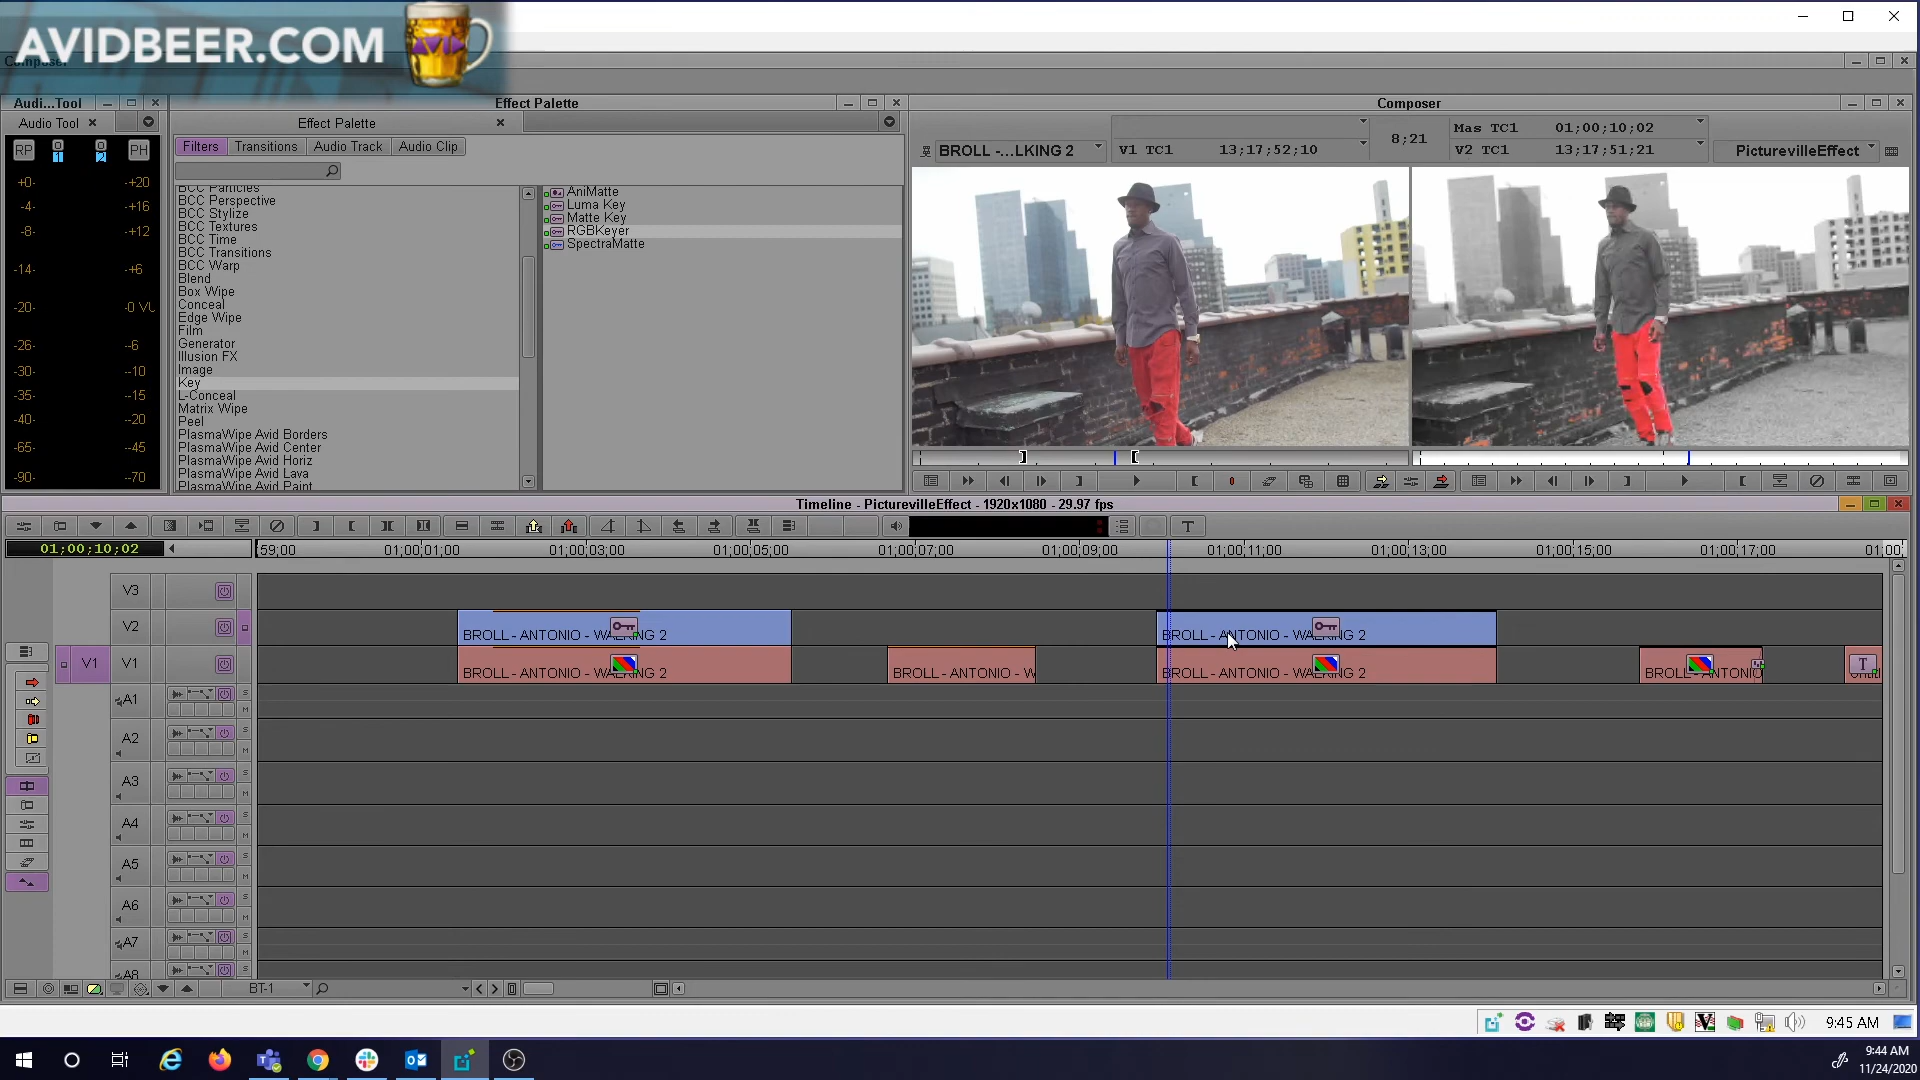 AVIDBEER.COM
AVID
Composer
Audi...Tool
Effect Palette
Composer
Audio Tool
Effect Palette
Filters
Transitions
Audio Track
Audio Clip
RP
PH
+0-
-4-
-8-
-14-
-20-
-26-
-30-
-35-
-40-
-65-
-90-
-+20
-+16
-+12
-+6
-0 VU
--6
--10
--15
--20
--45
--70
BCC Particles
BCC Perspective
BCC Stylize
BCC Textures
BCC Time
BCC Transitions
BCC Warp
Blend
Box Wipe
Conceal
Edge Wipe
Film
Generator
Illusion FX
Image
Key
L-Conceal
Matrix Wipe
Peel
PlasmaWipe Avid Borders
PlasmaWipe Avid Center
PlasmaWipe Avid Horiz
PlasmaWipe Avid Lava
PlasmaWipe Avid Paint
AniMatte
Luma Key
Matte Key
RGBKeyer
SpectraMatte
BROLL -...LKING 2
V1 TC1 13;17;52;10
8;21
Mas TC1 01;00;10;02
V2 TC1 13;17;51;21
PicturevilleEffect
Timeline - PicturevilleEffect - 1920x1080 - 29.97 fps
T
01;00;10;02
59;00
01;00;01;00
01;00;03;00
01;00;05;00
01;00;07;00
01;00;09;00
01;00;11;00
01;00;13;00
01;00;15;00
01;00;17;00
01;00;
V3
V2
BROLL - ANTONIO - WALKING 2
BROLL - ANTONIO - WALKING 2
V1
V1
BROLL - ANTONIO - WALKING 2
BROLL - ANTONIO - W
BROLL - ANTONIO - WALKING 2
BROLL - ANTONIO
T
A1
A2
A3
A4
A5
A6
A7
A8
BT-1
9:45 AM
9:44 AM
11/24/2020